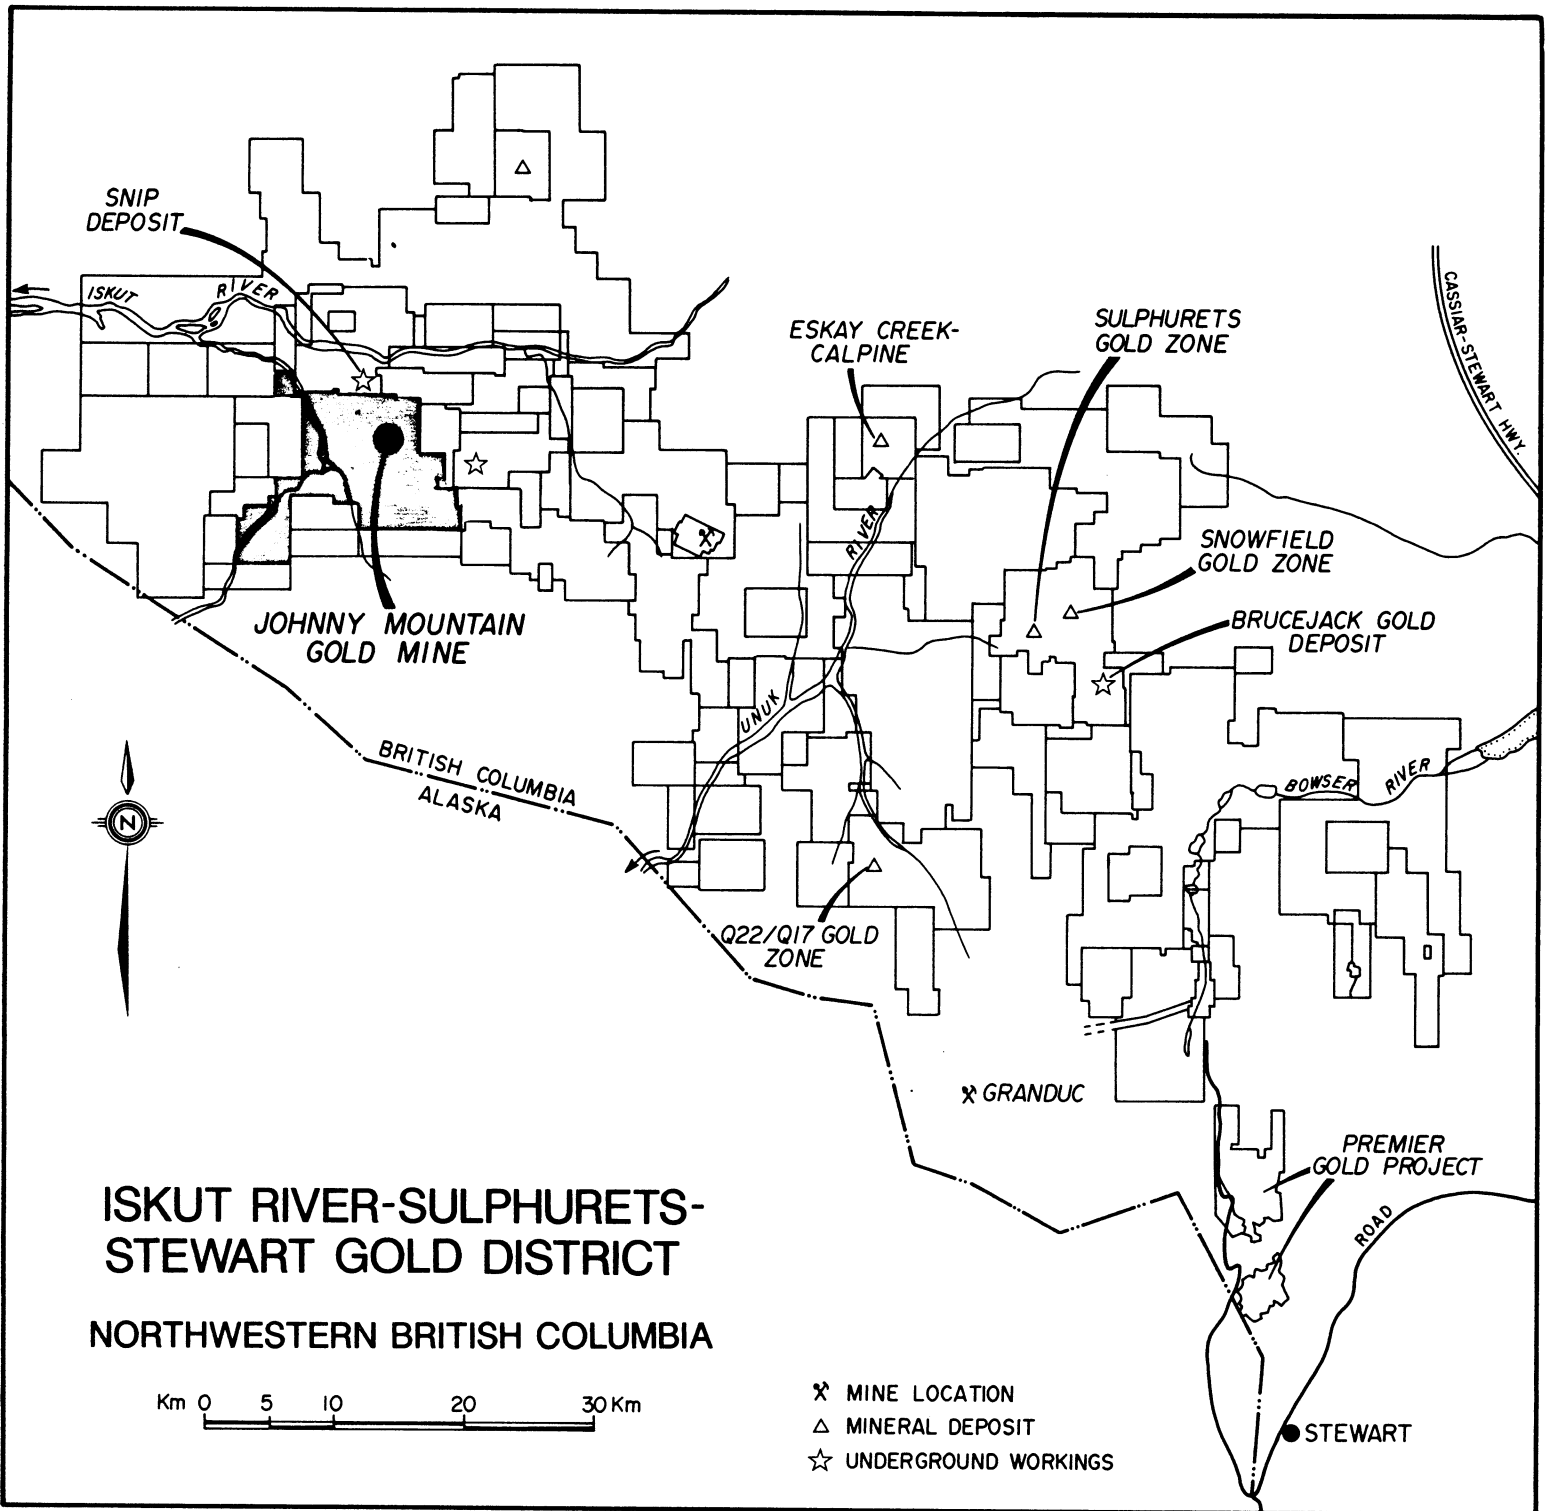 SNIP
DEPOSIT
ISKUT RIVER
ESKAY CREEK-
CALPINE
SULPHURETS
GOLD ZONE
CASSIAR-STEWART HWY.
RIVER
SNOWFIELD
GOLD ZONE
BRUCEJACK GOLD
DEPOSIT
JOHNNY MOUNTAIN
GOLD MINE
UNUK
BRITISH COLUMBIA
ALASKA
BOWSER RIVER
N
Q22/Q17 GOLD
ZONE
GRANDUC
PREMIER
GOLD PROJECT
ROAD
ISKUT RIVER-SULPHURETS-
STEWART GOLD DISTRICT
NORTHWESTERN BRITISH COLUMBIA
Km 0 5 10 20 30 Km
MINE LOCATION
MINERAL DEPOSIT
UNDERGROUND WORKINGS
STEWART